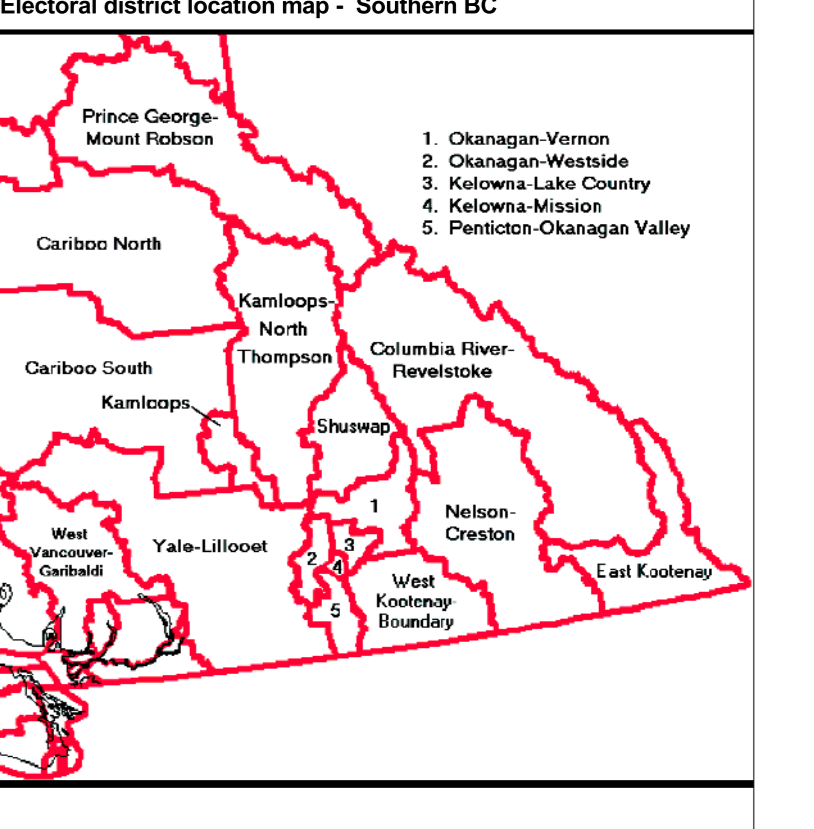 Electoral district location map - Southern BC
Prince George-
Mount Robson
1. Okanagan-Vernon
2. Okanagan-Westside
3. Kelowna-Lake Country
4. Kelowna-Mission
5. Penticton-Okanagan Valley
Cariboo North
Kamloops-
North
Thompson
Columbia River-
Revelstoke
Cariboo South
Kamloops
Shuswap
1
Nelson-
Creston
West
Vancouver-
Garibaldi
Yale-Lillooet
2
3
4
5
West
Kootenay-
Boundary
East Kootenay